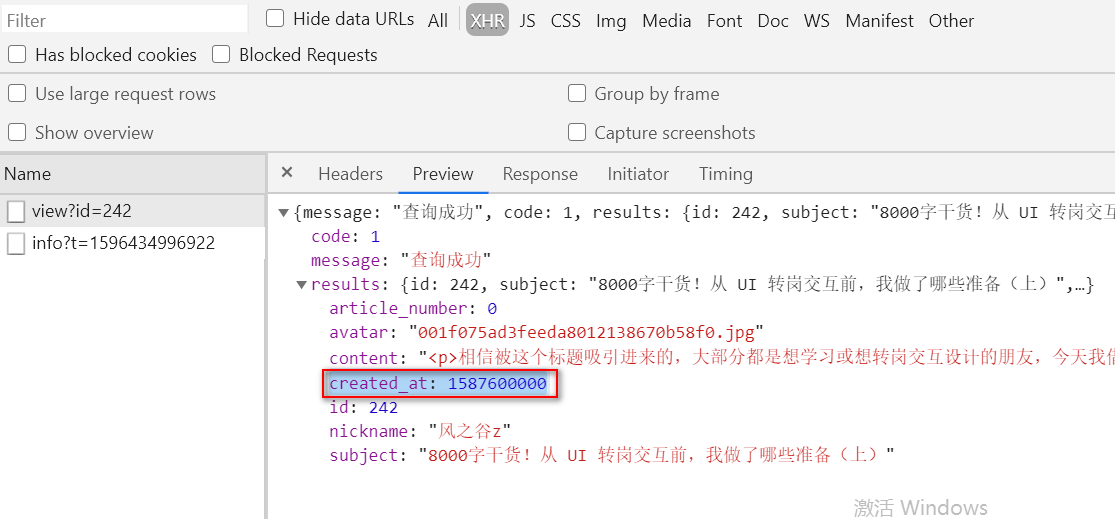 Filter Hide data URLs All XHR JS CSS Img Media Font Doc WS Manifest Other
Has blocked cookies Blocked Requests
Use large request rows Group by frame
Show overview Capture screenshots
Name × Headers Preview Response Initiator Timing
view?id=242
info?t=1596434996922
▼{message: "查询成功", code: 1, results: {id: 242, subject: "8000字干货！从 UI 转岗交互
code: 1
message: "查询成功"
▼results: {id: 242, subject: "8000字干货！从 UI 转岗交互前，我做了哪些准备（上）",…}
article_number: 0
avatar: "001f075ad3feeda8012138670b58f0.jpg"
content: "<p>相信被这个标题吸引进来的，大部分都是想学习或想转岗交互设计的朋友，今天我
created_at: 1587600000
id: 242
nickname: "风之谷z"
subject: "8000字干货！从 UI 转岗交互前，我做了哪些准备（上）"
激活 Windows